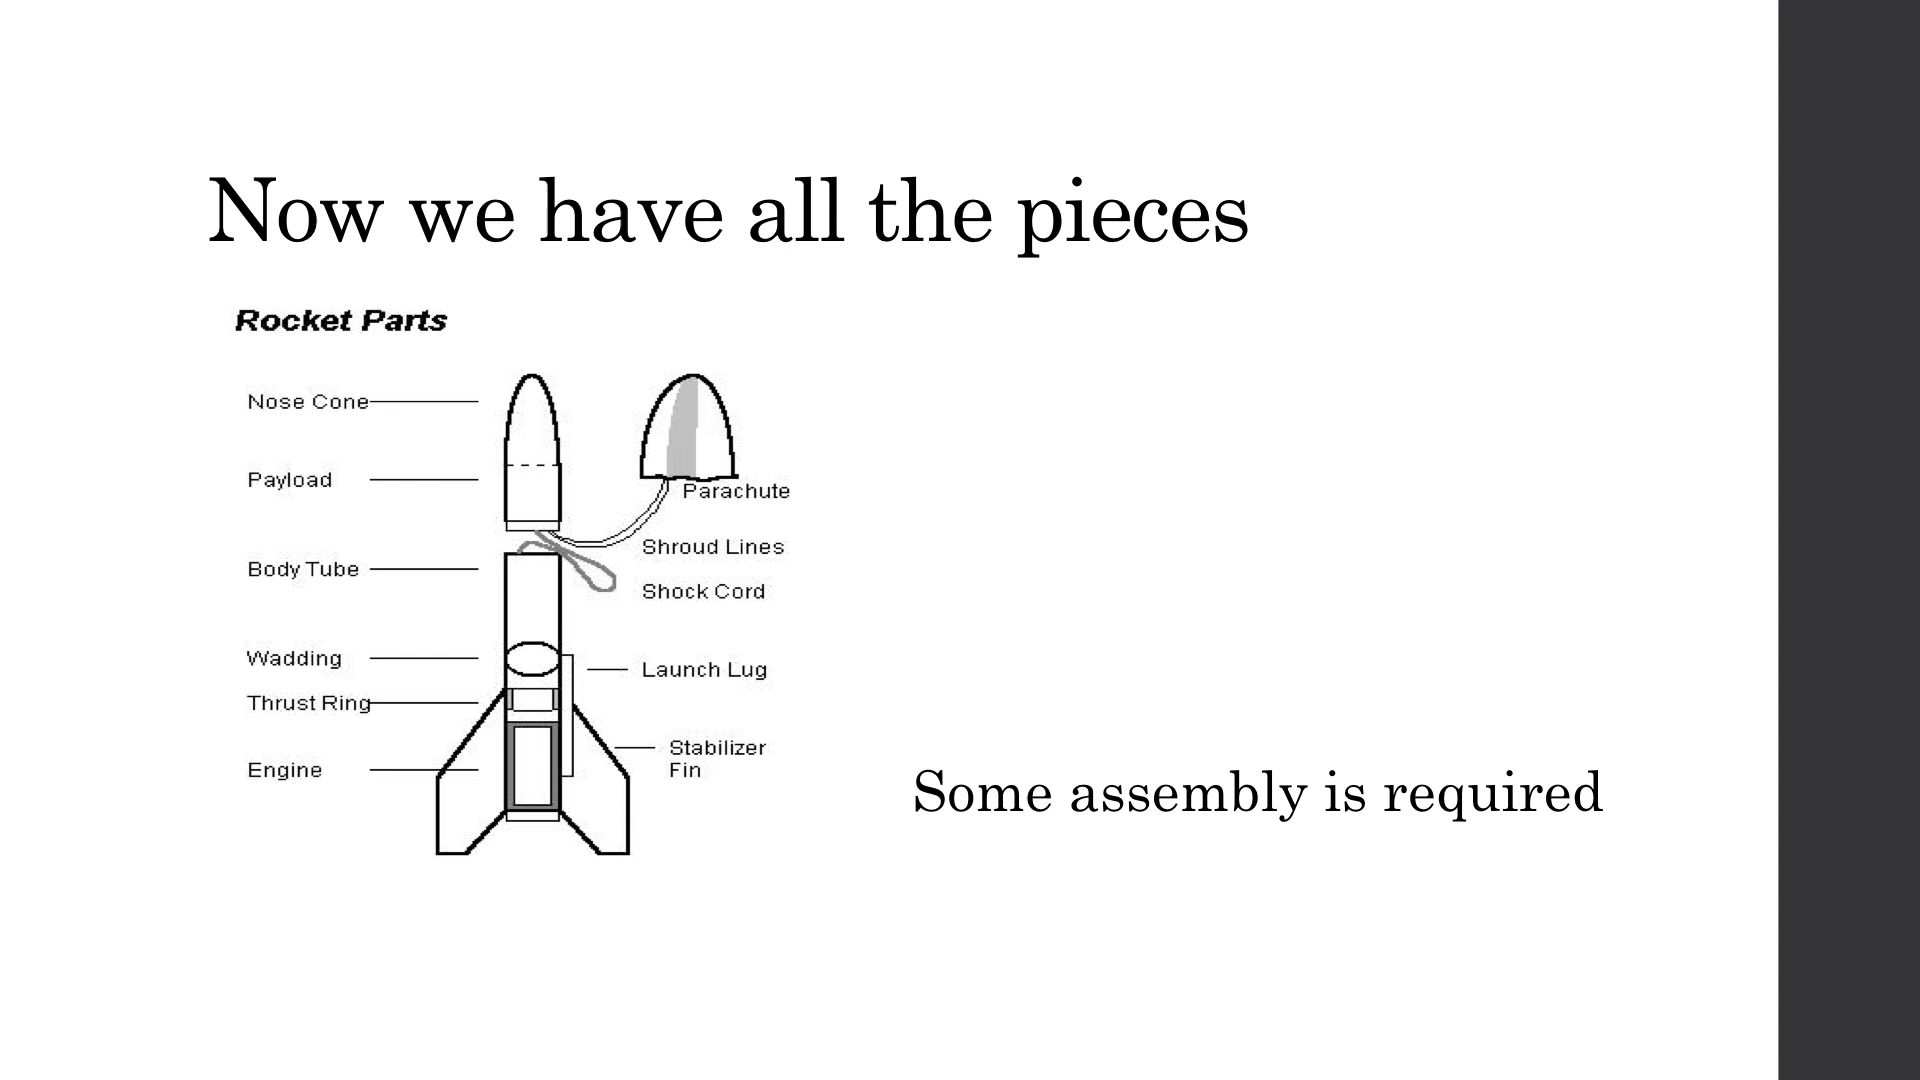 Now we have all the pieces
Rocket Parts
Nose Cone
Payload
Parachute
Shroud Lines
Body Tube
Shock Cord
Wadding
Launch Lug
Thrust Ring
Stabilizer
Fin
Engine
Some assembly is required